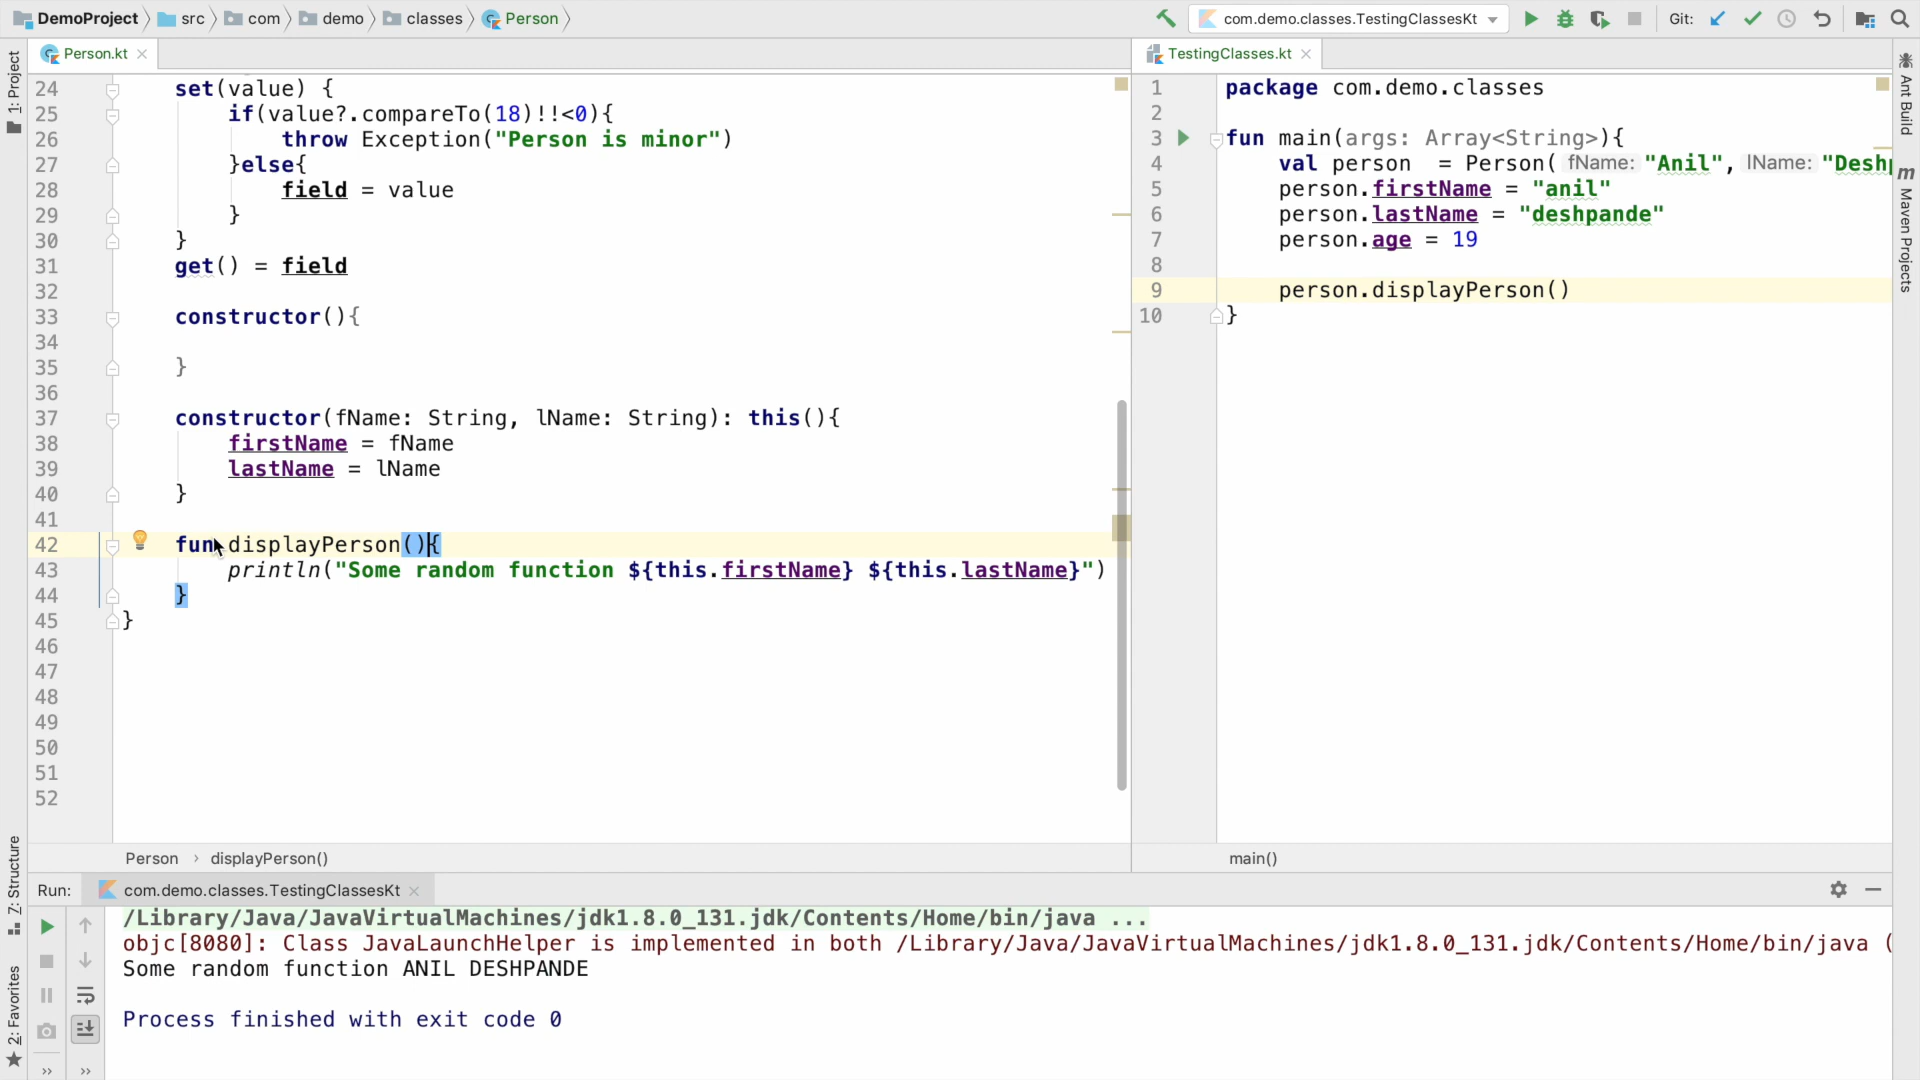 DemoProject src com demo classes Person com.demo.classes.TestingClassesKt Git:
1: Project
Person.kt
24 set(value) {
25 if(value?.compareTo(18)!!<0){
26 throw Exception("Person is minor")
27 }else{
28 field = value
29 }
30 }
31 get() = field
32
33 constructor(){
34
35 }
36
37 constructor(fName: String, lName: String): this(){
38 firstName = fName
39 lastName = lName
40 }
41
42 fun displayPerson(){
43 println("Some random function ${this.firstName} ${this.lastName}")
44 }
45 }
46
47
48
49
50
51
52
Person › displayPerson()
TestingClasses.kt
1 package com.demo.classes
2
3 fun main(args: Array<String>){
4 val person = Person( fName: "Anil", lName: "Desh
5 person.firstName = "anil"
6 person.lastName = "deshpande"
7 person.age = 19
8
9 person.displayPerson()
10 }
main()
Ant Build
m Maven Projects
7: Structure
2: Favorites
Run: com.demo.classes.TestingClassesKt
/Library/Java/JavaVirtualMachines/jdk1.8.0_131.jdk/Contents/Home/bin/java ...
objc[8080]: Class JavaLaunchHelper is implemented in both /Library/Java/JavaVirtualMachines/jdk1.8.0_131.jdk/Contents/Home/bin/java (
Some random function ANIL DESHPANDE
Process finished with exit code 0